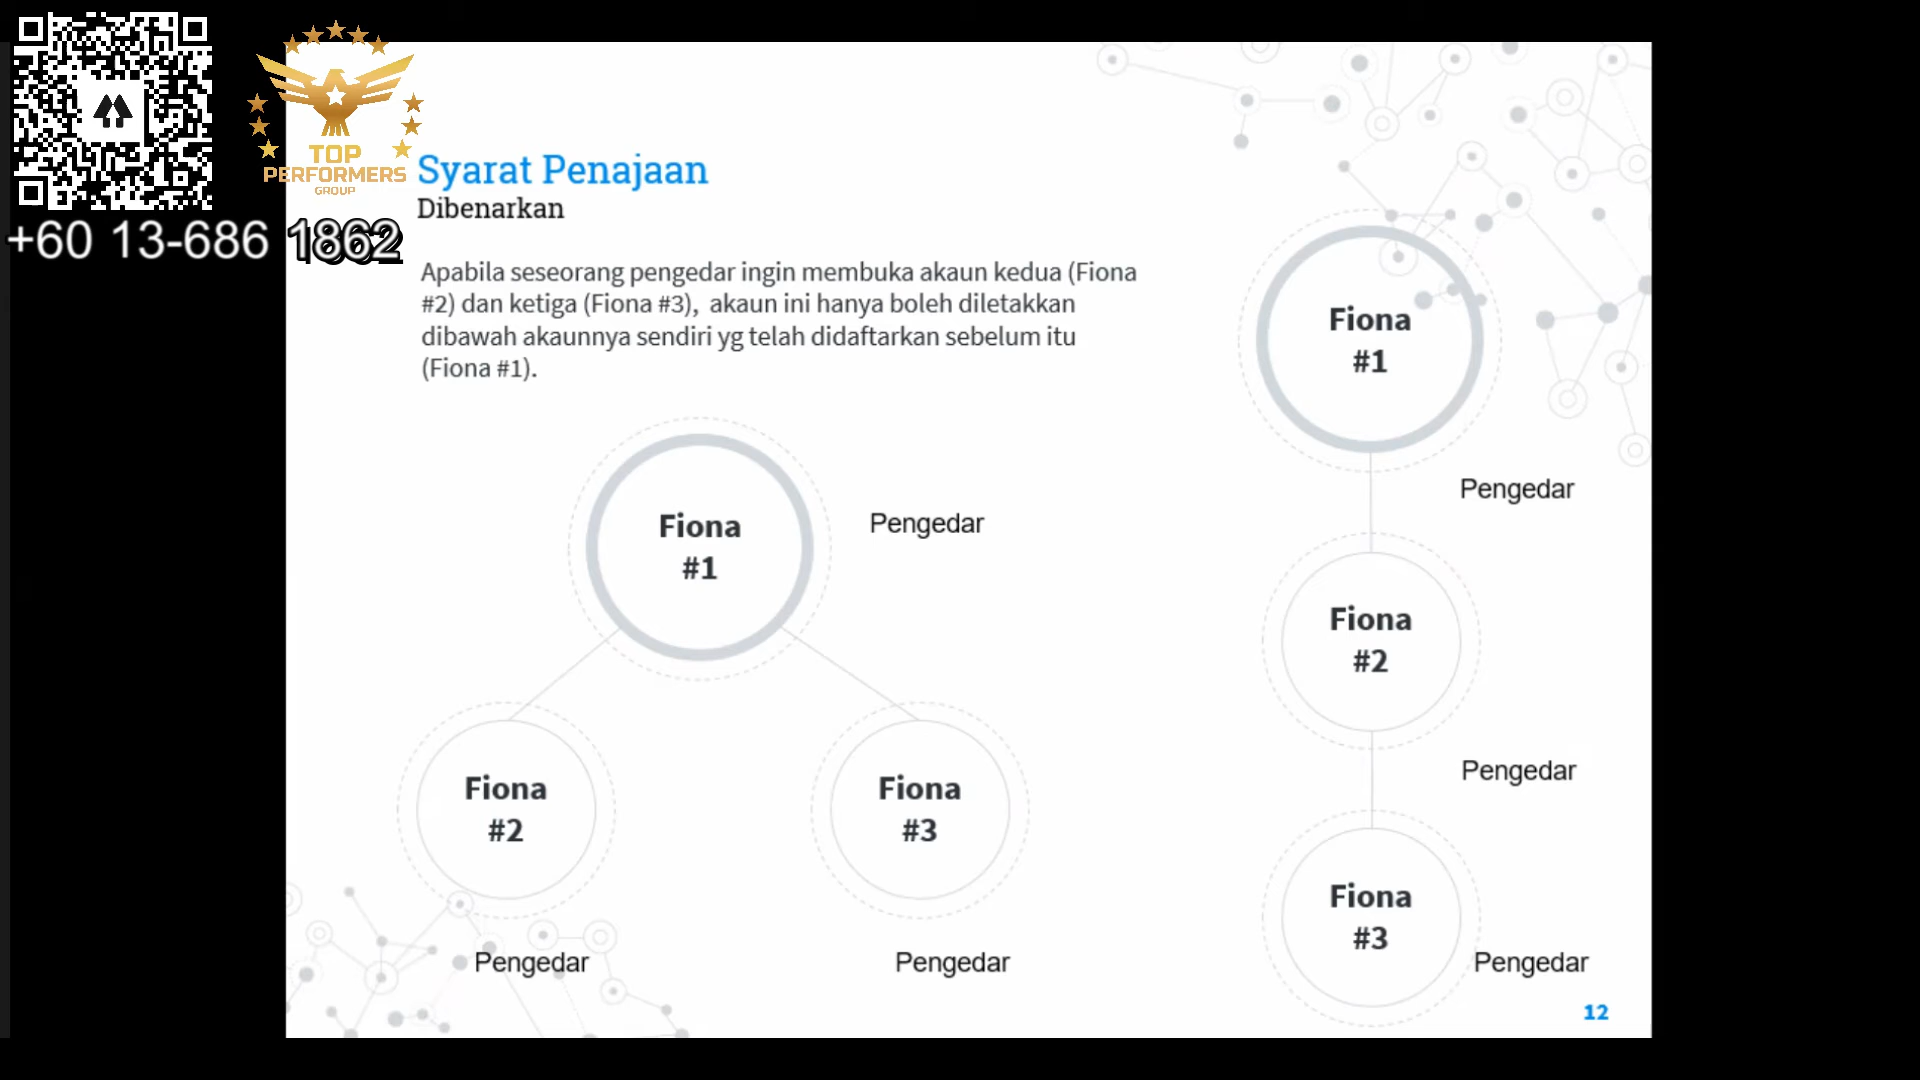 TOP
PERFORMERS
GROUP
+60 13-686 1862
Syarat Penajaan
Dibenarkan
Apabila seseorang pengedar ingin membuka akaun kedua (Fiona
#2) dan ketiga (Fiona #3), akaun ini hanya boleh diletakkan
dibawah akaunnya sendiri yg telah didaftarkan sebelum itu
(Fiona #1).
Fiona
#1
Pengedar
Fiona
#2
Pengedar
Fiona
#3
Pengedar
Fiona
#1
Pengedar
Fiona
#2
Pengedar
Fiona
#3
Pengedar
12